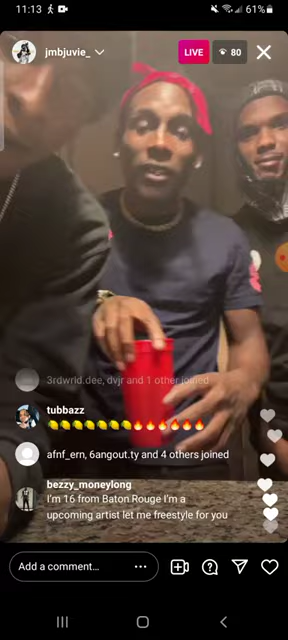 11:13
61%
jmbjuvie_
LIVE
80
3rdwrld.dee, dvjr and 1 other joined
tubbazz
🍋🍋🍋🍋🍋🍋🍋🔥🔥🔥🔥🔥🔥
afnf_ern, 6angout.ty and 4 others joined
bezzy_moneylong
I'm 16 from Baton Rouge I'm a
upcoming artist let me freestyle for you
Add a comment...